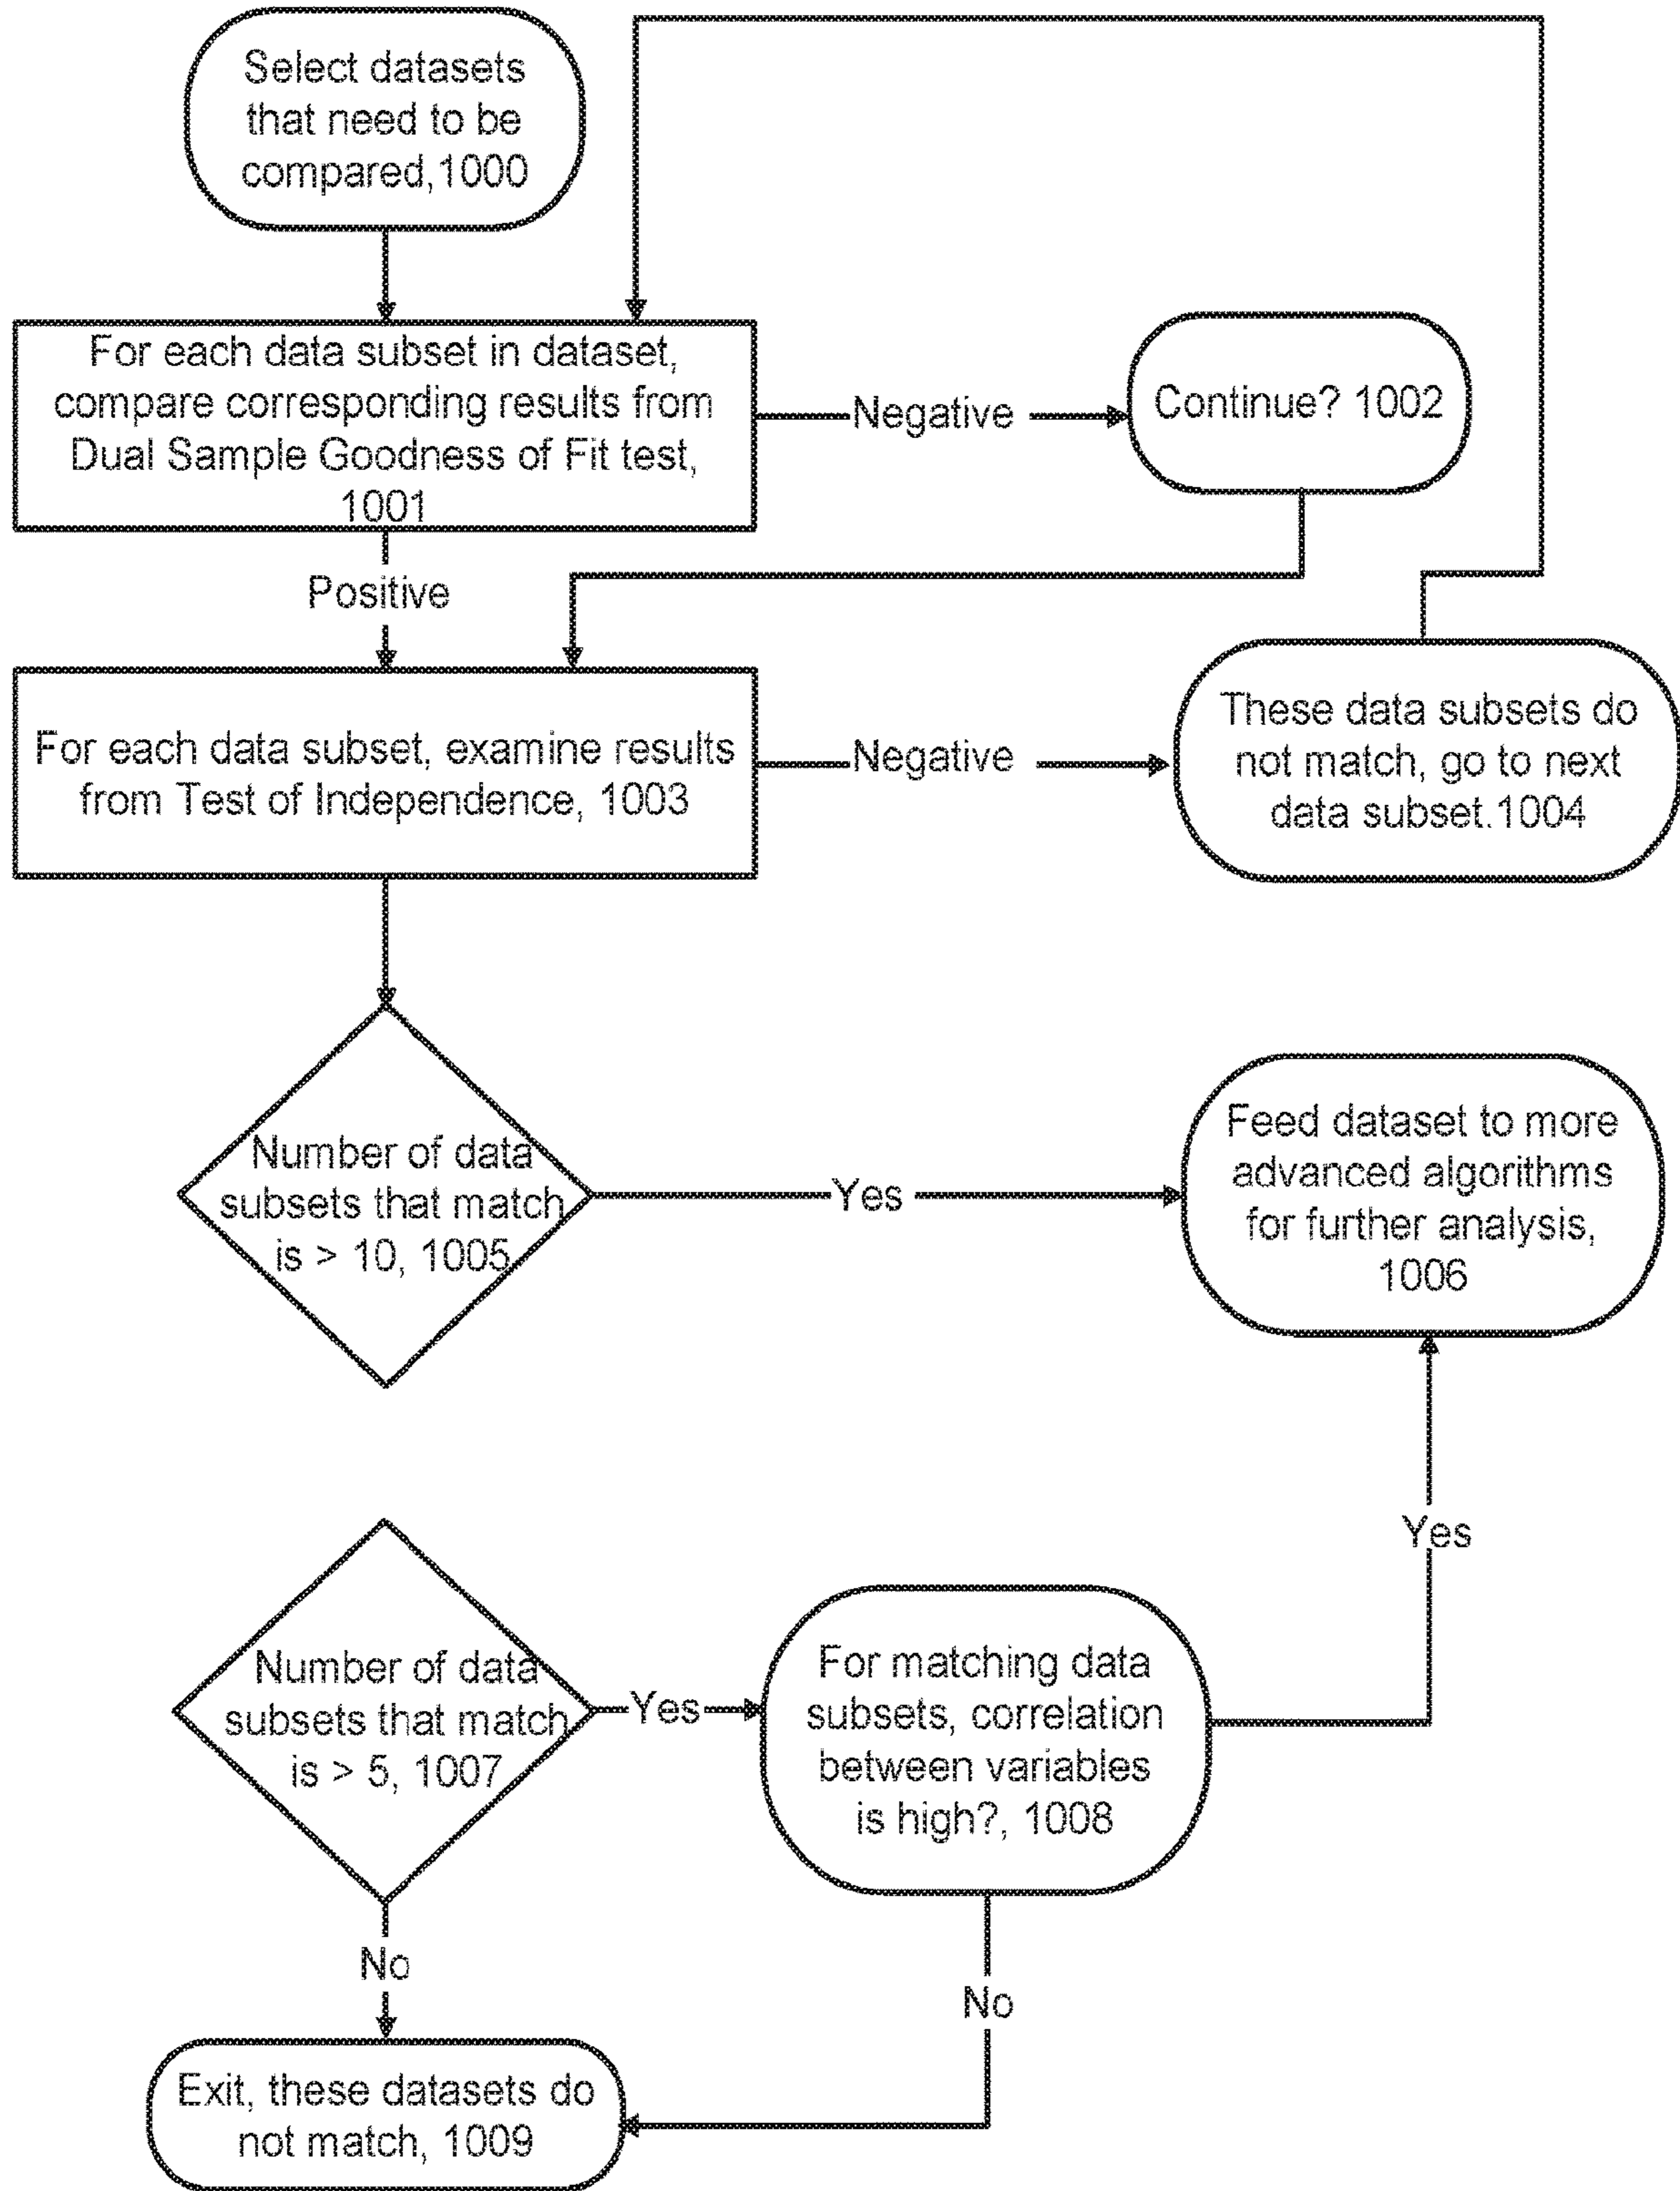 Select datasets
that need to be
compared,1000
For each data subset in dataset,
compare corresponding results from
Dual Sample Goodness of Fit test,
1001
Negative
Continue? 1002
Positive
For each data subset, examine results
from Test of Independence, 1003
Negative
These data subsets do
not match, go to next
data subset.1004
Number of data
subsets that match
is > 10, 1005
Yes
Feed dataset to more
advanced algorithms
for further analysis,
1006
Yes
Number of data
subsets that match
is > 5, 1007
Yes
For matching data
subsets, correlation
between variables
is high?, 1008
No
No
Exit, these datasets do
not match, 1009